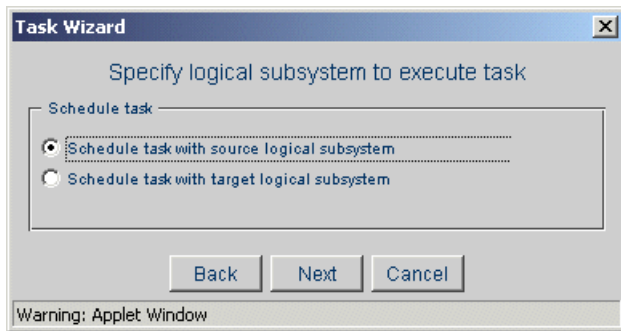 Task Wizard
Specify logical subsystem to execute task
Schedule task
Schedule task with source logical subsystem
Schedule task with target logical subsystem
Back Next Cancel
Warning: Applet Window